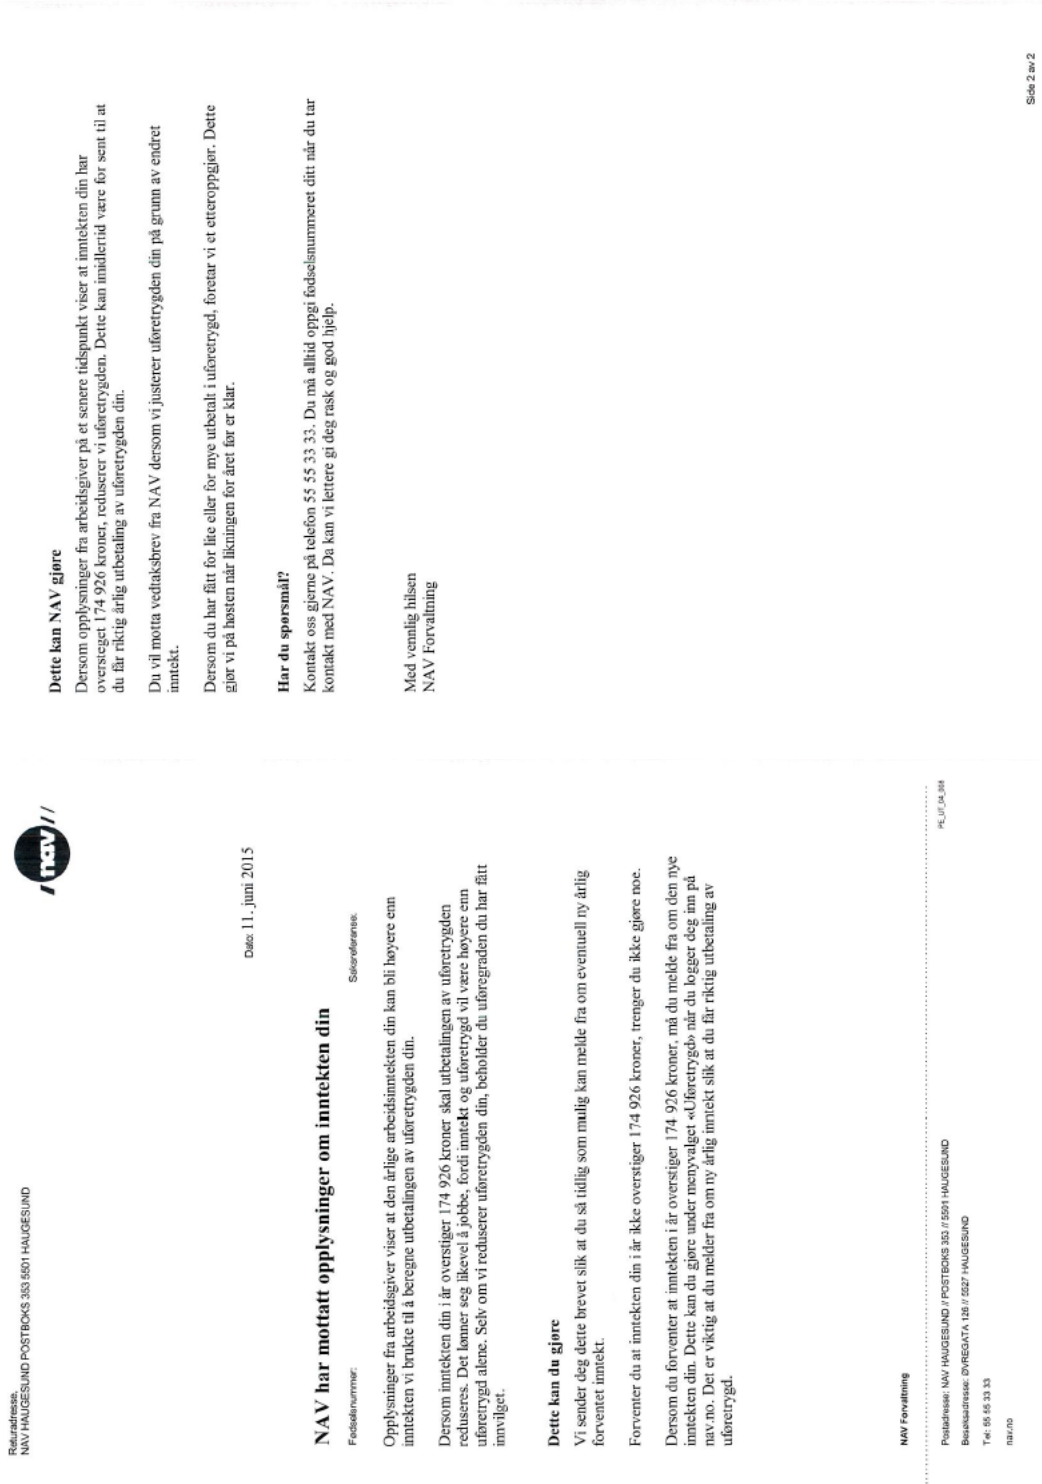 Returadresse,
NAV HAUGESUND POSTBOKS 353 5501 HAUGESUND
/nav//
Dato: 11. juni 2015
NAV har mottatt opplysninger om inntekten din
Fødselsnummer: Saksreferanse:
Opplysninger fra arbeidsgiver viser at den årlige arbeidsinntekten din kan bli høyere enn
inntekten vi brukte til å beregne utbetalingen av uføretrygden din.
Dersom inntekten din i år overstiger 174 926 kroner skal utbetalingen av uføretrygden
reduseres. Det lønner seg likevel å jobbe, fordi inntekt og uføretrygd vil være høyere enn
uføretrygd alene. Selv om vi reduserer uføretrygden din, beholder du uføregraden du har fått
innvilget.
Dette kan du gjøre
Vi sender deg dette brevet slik at du så tidlig som mulig kan melde fra om eventuell ny årlig
forventet inntekt.
Forventer du at inntekten din i år ikke overstiger 174 926 kroner, trenger du ikke gjøre noe.
Dersom du forventer at inntekten i år overstiger 174 926 kroner, må du melde fra om den nye
inntekten din. Dette kan du gjøre under menyvalget «Uføretrygd» når du logger deg inn på
nav.no. Det er viktig at du melder fra om ny årlig inntekt slik at du får riktig utbetaling av
uføretrygd.
NAV Forvaltning
PE_UT_04_
Postadresse: NAV HAUGESUND // POSTBOKS 353 // 5501 HAUGESUND
Besøksadresse: ØVREGATA 126 // 5527 HAUGESUND
Tel: 55 55 33 33
nav.no
Dette kan NAV gjøre
Dersom opplysninger fra arbeidsgiver på et senere tidspunkt viser at inntekten din har
oversteget 174 926 kroner, reduserer vi uføretrygden. Dette kan imidlertid være for sent til at
du får riktig årlig utbetaling av uføretrygden din.
Du vil motta vedtaksbrev fra NAV dersom vi justerer uføretrygden din på grunn av endret
inntekt.
Dersom du har fått for lite eller for mye utbetalt i uføretrygd, foretar vi et etteroppgjør. Dette
gjør vi på høsten når likningen for året før er klar.
Har du spørsmål?
Kontakt oss gjerne på telefon 55 55 33 33. Du må alltid oppgi fødselsnummeret ditt når du tar
kontakt med NAV. Da kan vi lettere gi deg rask og god hjelp.
Med vennlig hilsen
NAV Forvaltning
Side 2 av 2